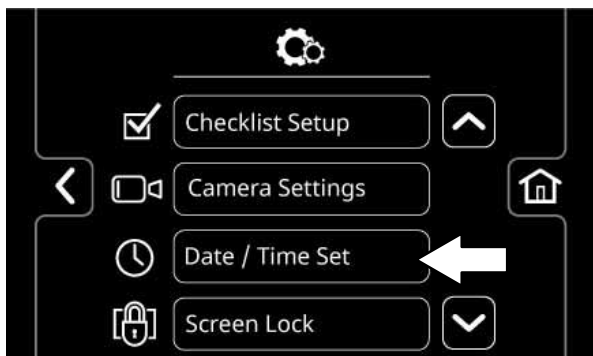 Checklist Setup
Camera Settings
Date / Time Set
Screen Lock